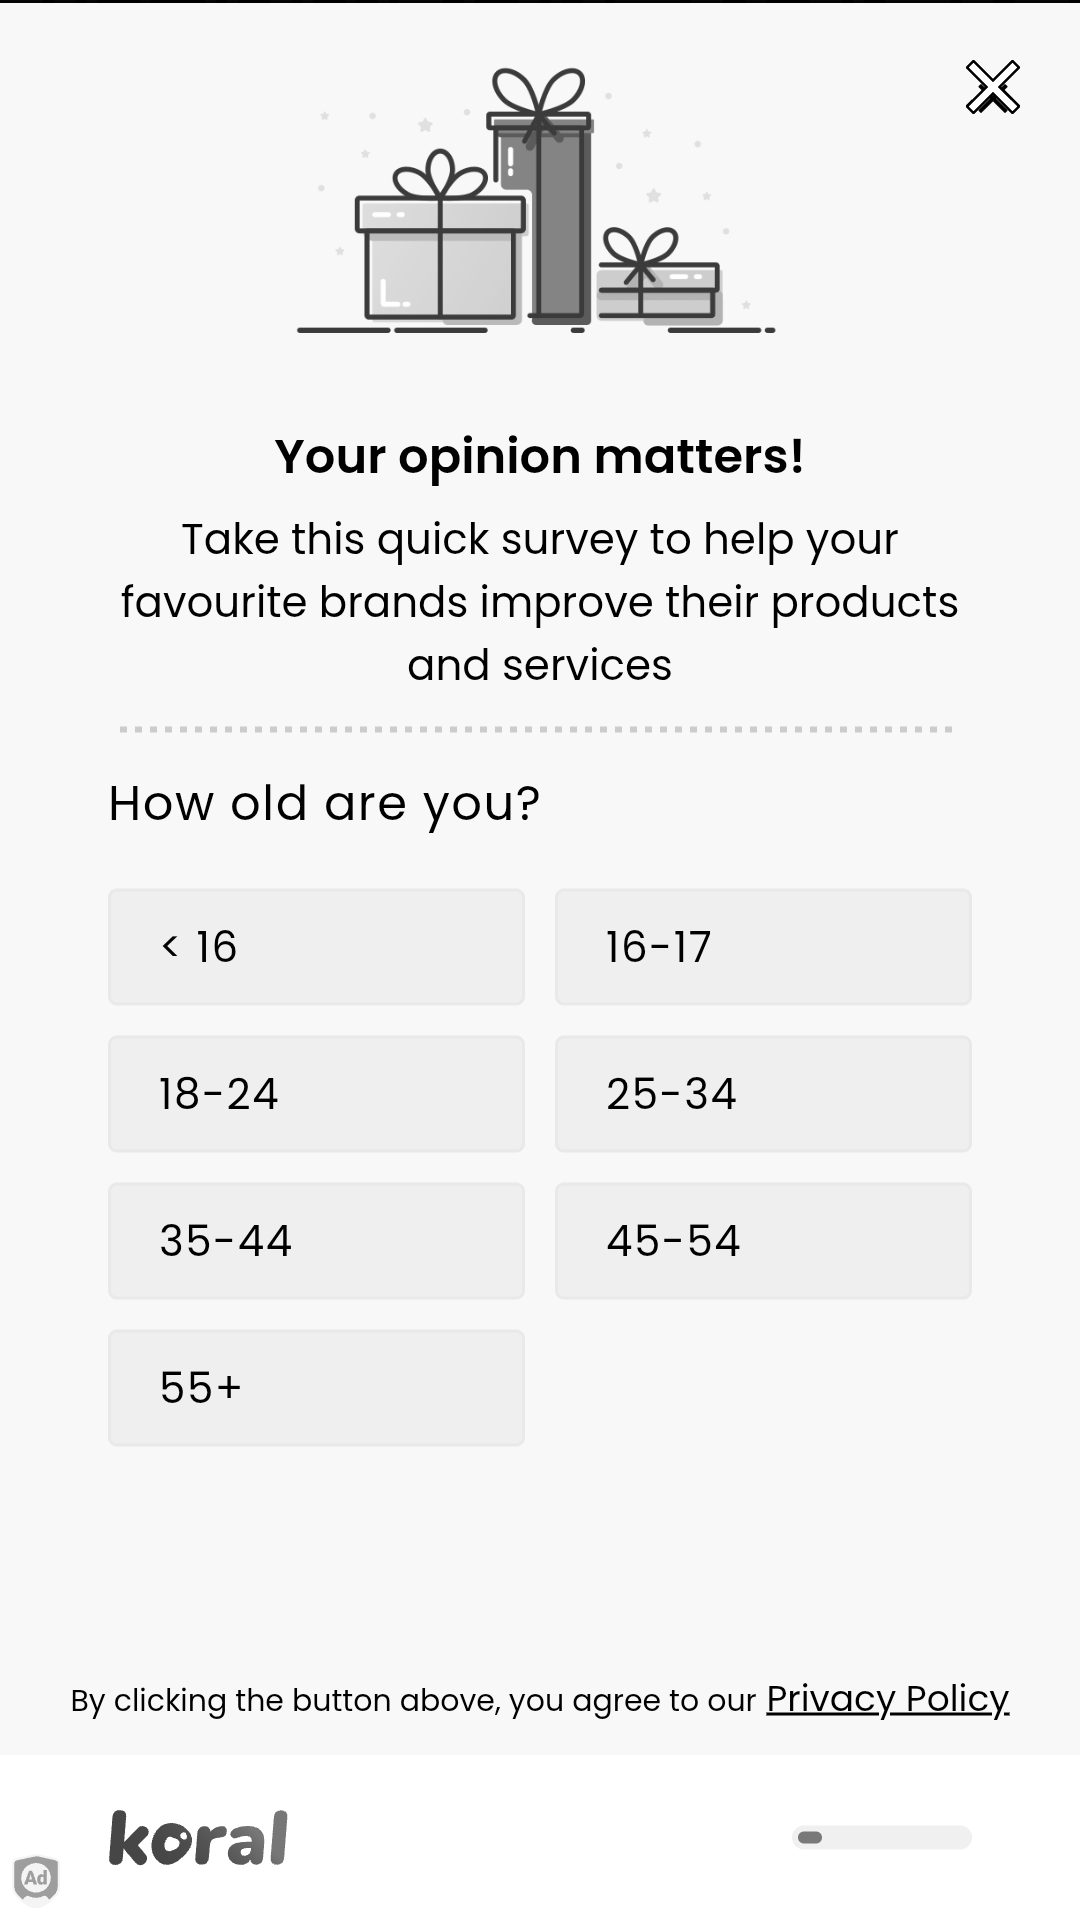 Your opinion matters!
Take this quick survey to help your
favourite brands improve their products
and services
How old are you?
< 16
16-17
18-24
25-34
35-44
45-54
55+
By clicking the button above, you agree to our Privacy Policy
koral
Ad